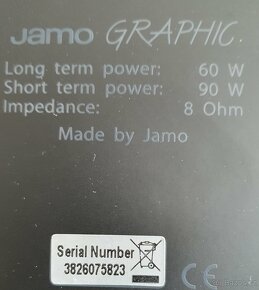 Jamo GRAPHIC
Long term power: 60 W
Short term power: 90 W
Impedance: 8 Ohm
Made by Jamo
Serial Number
3826075823
CE